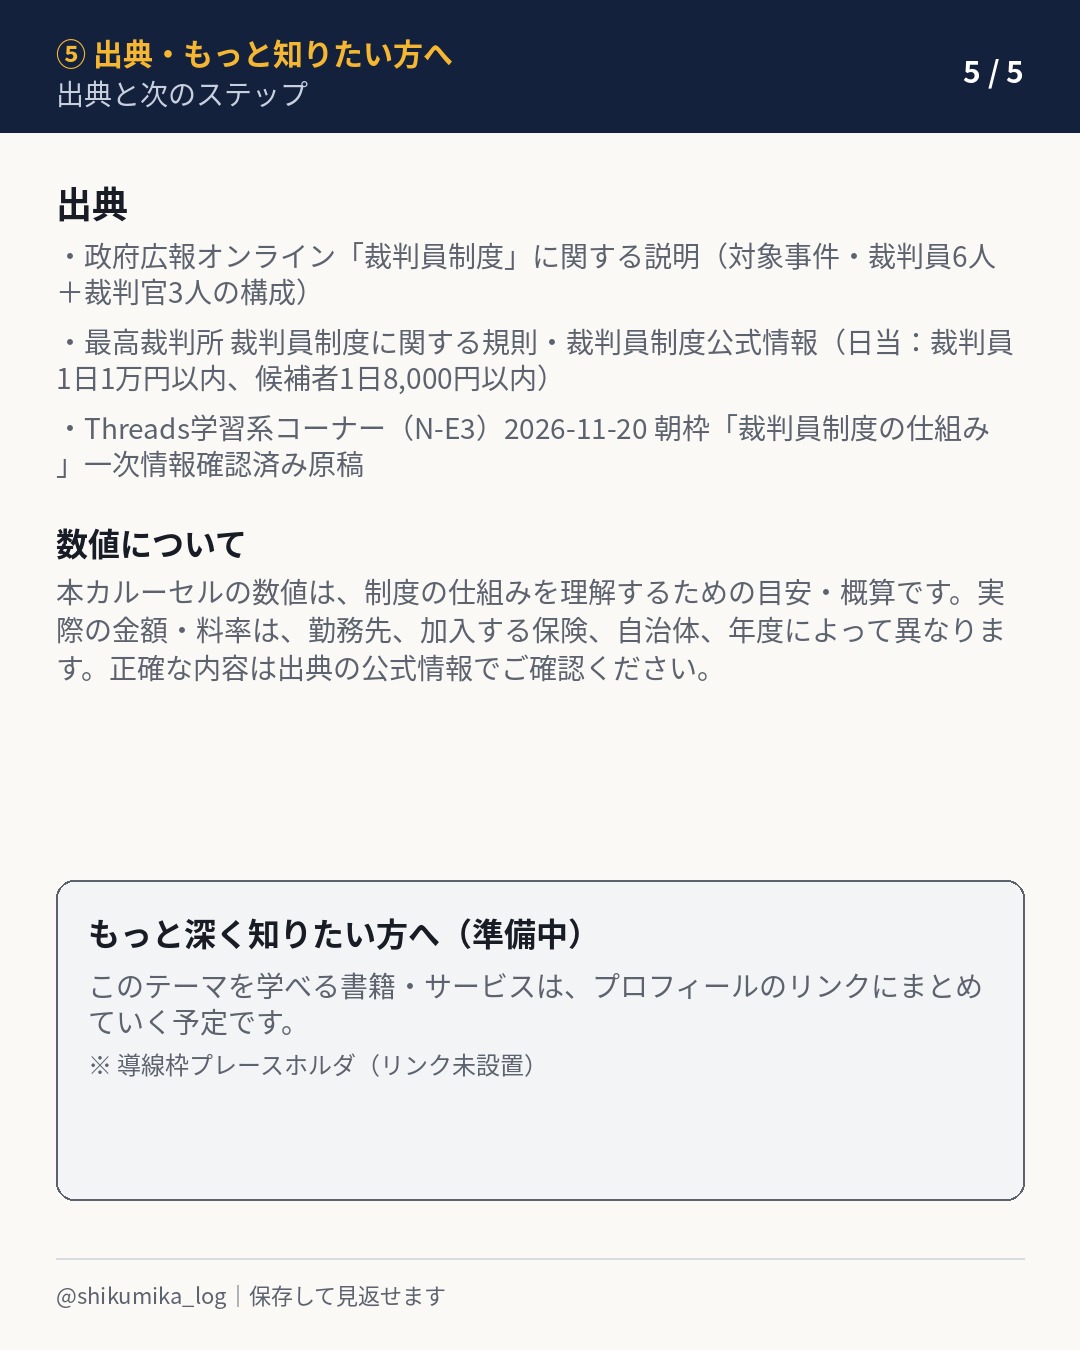 ⑤ 出典・もっと知りたい方へ
出典と次のステップ
5 / 5
出典
・政府広報オンライン「裁判員制度」に関する説明（対象事件・裁判員6人
＋裁判官3人の構成）
・最高裁判所 裁判員制度に関する規則・裁判員制度公式情報（日当：裁判員
1日1万円以内、候補者1日8,000円以内）
・Threads学習系コーナー（N-E3）2026-11-20 朝枠「裁判員制度の仕組み
」一次情報確認済み原稿
数値について
本カルーセルの数値は、制度の仕組みを理解するための目安・概算です。実
際の金額・料率は、勤務先、加入する保険、自治体、年度によって異なりま
す。正確な内容は出典の公式情報でご確認ください。
もっと深く知りたい方へ（準備中）
このテーマを学べる書籍・サービスは、プロフィールのリンクにまとめ
ていく予定です。
※ 導線枠プレースホルダ（リンク未設置）
@shikumika_log｜保存して見返せます